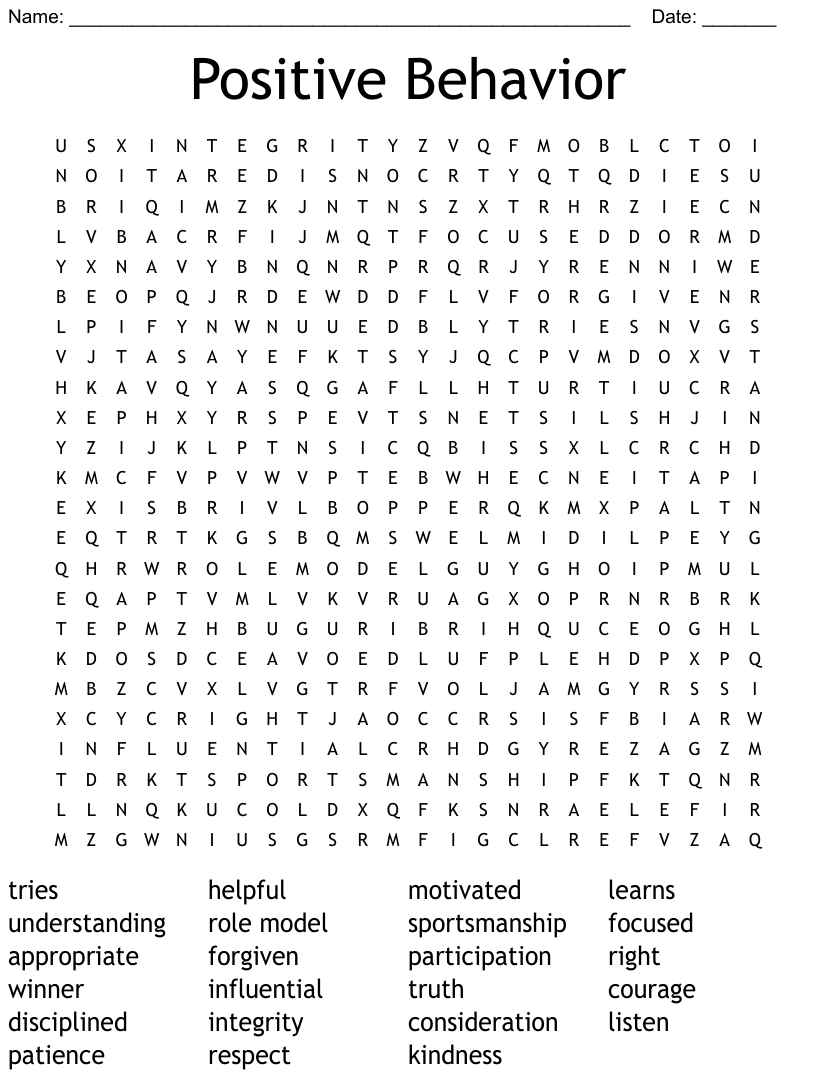 Name: ______________________________________________________ Date: _______
Positive Behavior
U S X I N T E G R I T Y Z V Q F M O B L C T O I
N O I T A R E D I S N O C R T Y Q T Q D I E S U
B R I Q I M Z K J N T N S Z X T R H R Z I E C N
L V B A C R F I J M Q T F O C U S E D D O R M D
Y X N A V Y B N Q N R P R Q R J Y R E N N I W E
B E O P Q J R D E W D D F L V F O R G I V E N R
L P I F Y N W N U U E D B L Y T R I E S N V G S
V J T A S A Y E F K T S Y J Q C P V M D O X V T
H K A V Q Y A S Q G A F L L H T U R T I U C R A
X E P H X Y R S P E V T S N E T S I L S H J I N
Y Z I J K L P T N S I C Q B I S S X L C R C H D
K M C F V P V W V P T E B W H E C N E I T A P I
E X I S B R I V L B O P P E R Q K M X P A L T N
E Q T R T K G S B Q M S W E L M I D I L P E Y G
Q H R W R O L E M O D E L G U Y G H O I P M U L
E Q A P T V M L V K V R U A G X O P R N R B R K
T E P M Z H B U G U R I B R I H Q U C E O G H L
K D O S D C E A V O E D L U F P L E H D P X P Q
M B Z C V X L V G T R F V O L J A M G Y R S S I
X C Y C R I G H T J A O C C R S I S F B I A R W
I N F L U E N T I A L C R H D G Y R E Z A G Z M
T D R K T S P O R T S M A N S H I P F K T Q N R
L L N Q K U C O L D X Q F K S N R A E L E F I R
M Z G W N I U S G S R M F I G C L R E F V Z A Q
tries helpful motivated learns
understanding role model sportsmanship focused
appropriate forgiven participation right
winner influential truth courage
disciplined integrity consideration listen
patience respect kindness